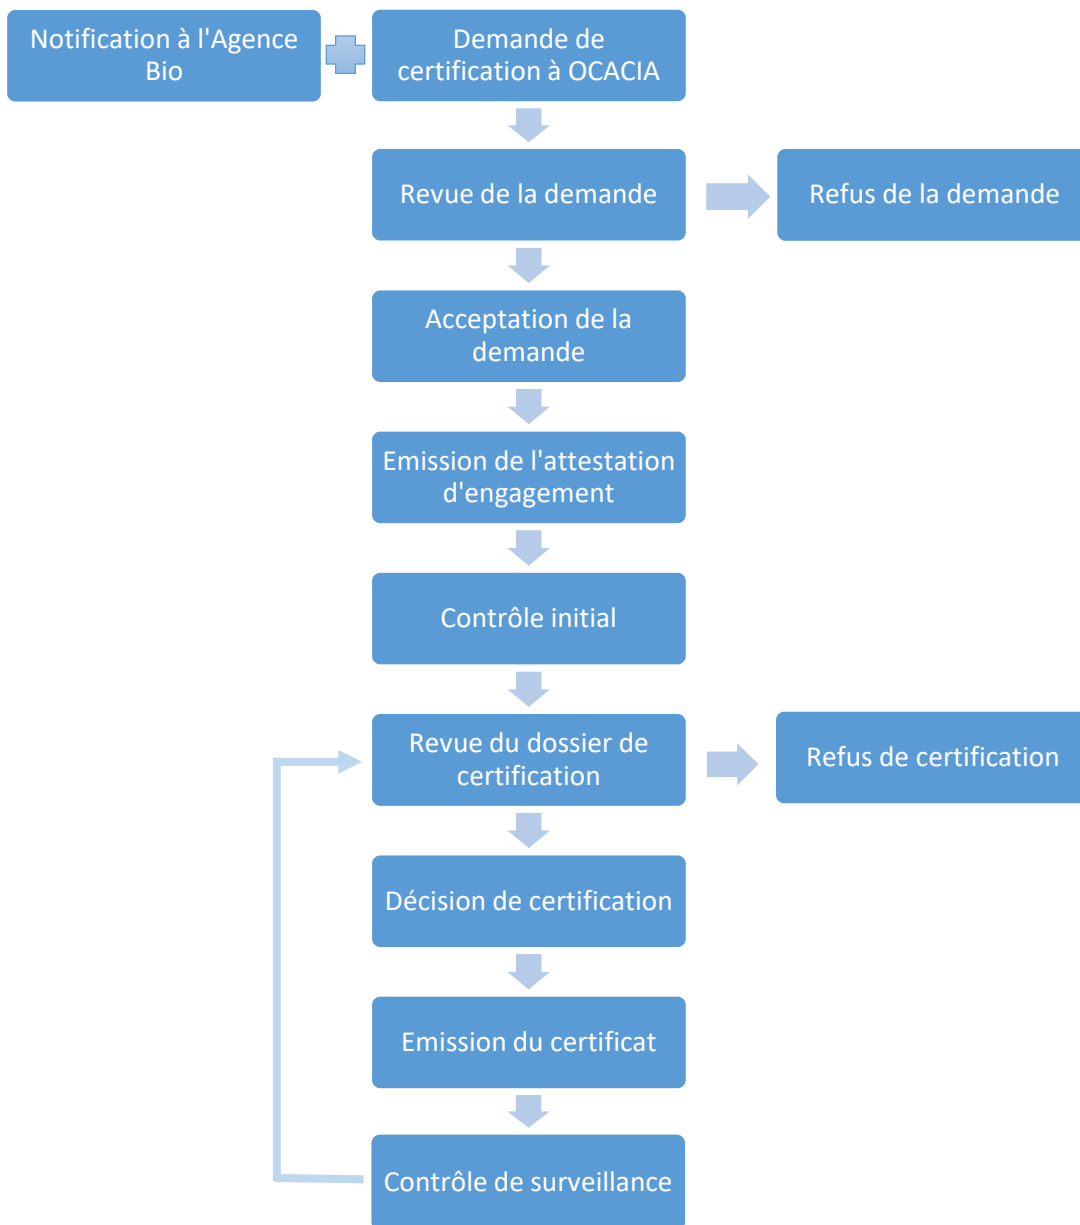 Notification à l'Agence
Bio
Demande de
certification à OCACIA
Revue de la demande
Refus de la demande
Acceptation de la
demande
Emission de l'attestation
d'engagement
Contrôle initial
Revue du dossier de
certification
Refus de certification
Décision de certification
Emission du certificat
Contrôle de surveillance